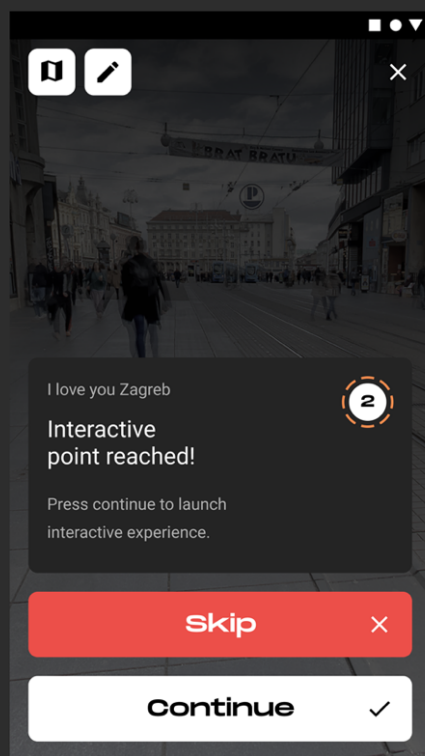 BRAT BRATU
P
I love you Zagreb
2
Interactive
point reached!
Press continue to launch
interactive experience.
Skip
Continue